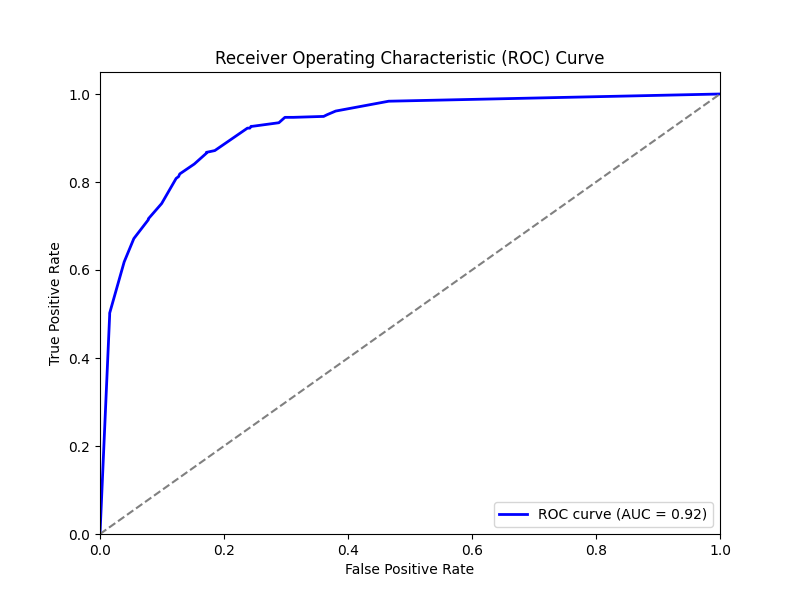 Receiver Operating Characteristic (ROC) Curve
1.0
0.8
0.6
0.4
0.2
0.0
True Positive Rate
ROC curve (AUC = 0.92)
0.0 0.2 0.4 0.6 0.8 1.0
False Positive Rate